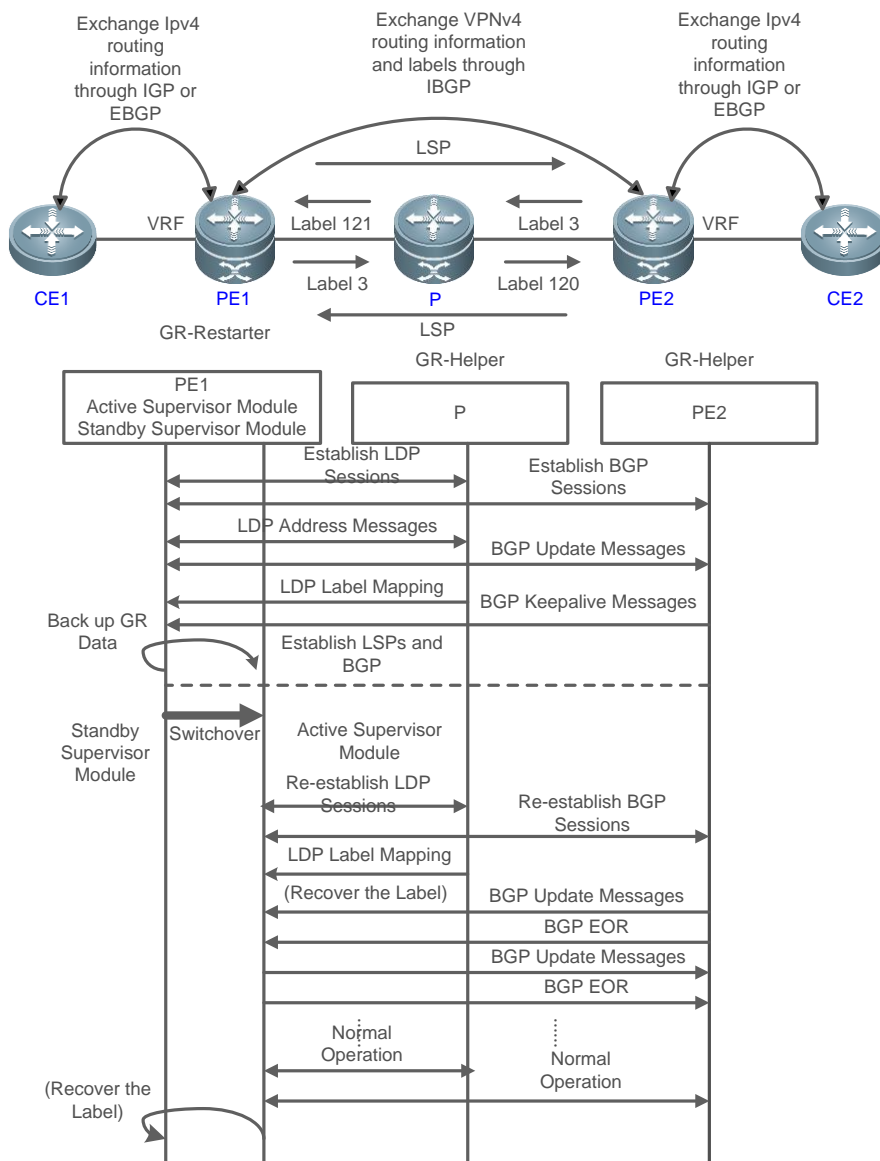 Exchange Ipv4
routing
information
through IGP or
EBGP
Exchange VPNv4
routing information
and labels through
IBGP
Exchange Ipv4
routing
information
through IGP or
EBGP
LSP
VRF
Label 121
Label 3
VRF
Label 3
Label 120
CE1
PE1
P
PE2
CE2
LSP
GR-Restarter
GR-Helper
GR-Helper
PE1
Active Supervisor Module
Standby Supervisor Module
P
PE2
Establish LDP
Sessions
Establish BGP
Sessions
LDP Address Messages
BGP Update Messages
LDP Label Mapping
BGP Keepalive Messages
Back up GR
Data
Establish LSPs and
BGP
Standby
Supervisor
Module
Switchover
Active Supervisor
Module
Re-establish LDP
Sessions
Re-establish BGP
Sessions
LDP Label Mapping
(Recover the Label)
BGP Update Messages
BGP EOR
BGP Update Messages
BGP EOR
Normal
Operation
Normal
Operation
(Recover the
Label)